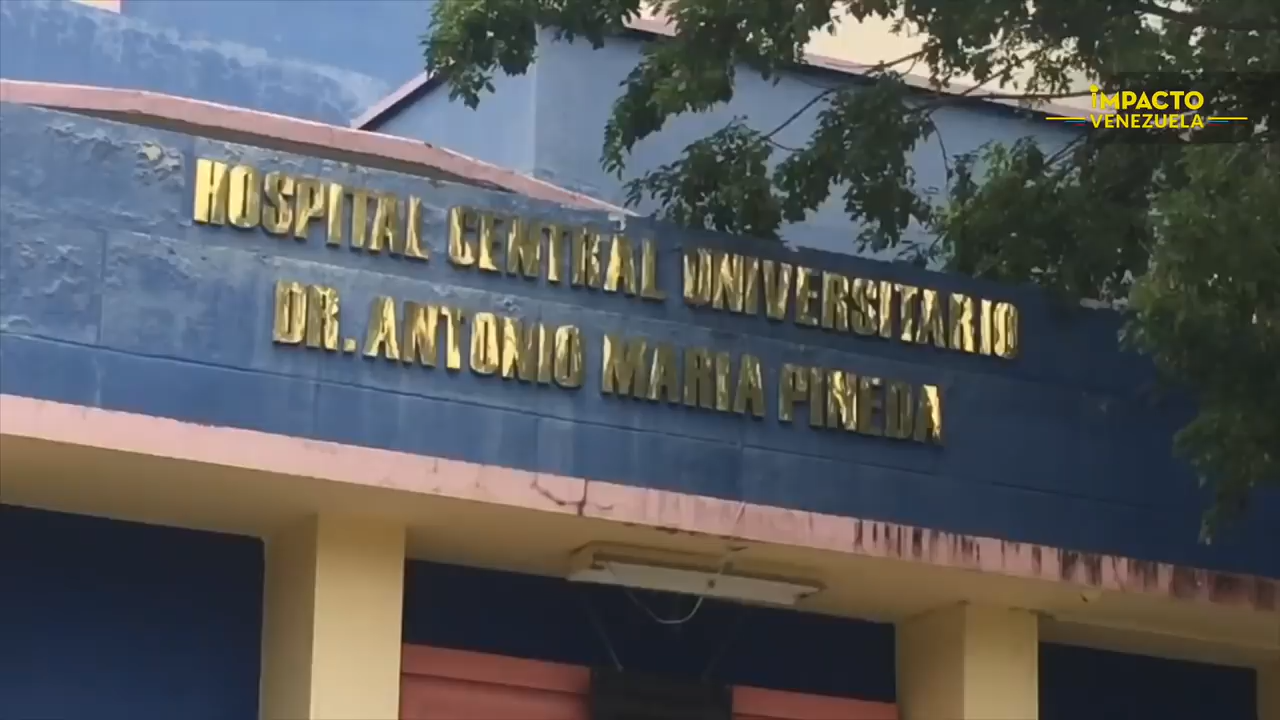 HOSPITAL CENTRAL UNIVERSITARIO
DR. ANTONIO MARIA PINEDA
iMPACTO
VENEZUELA